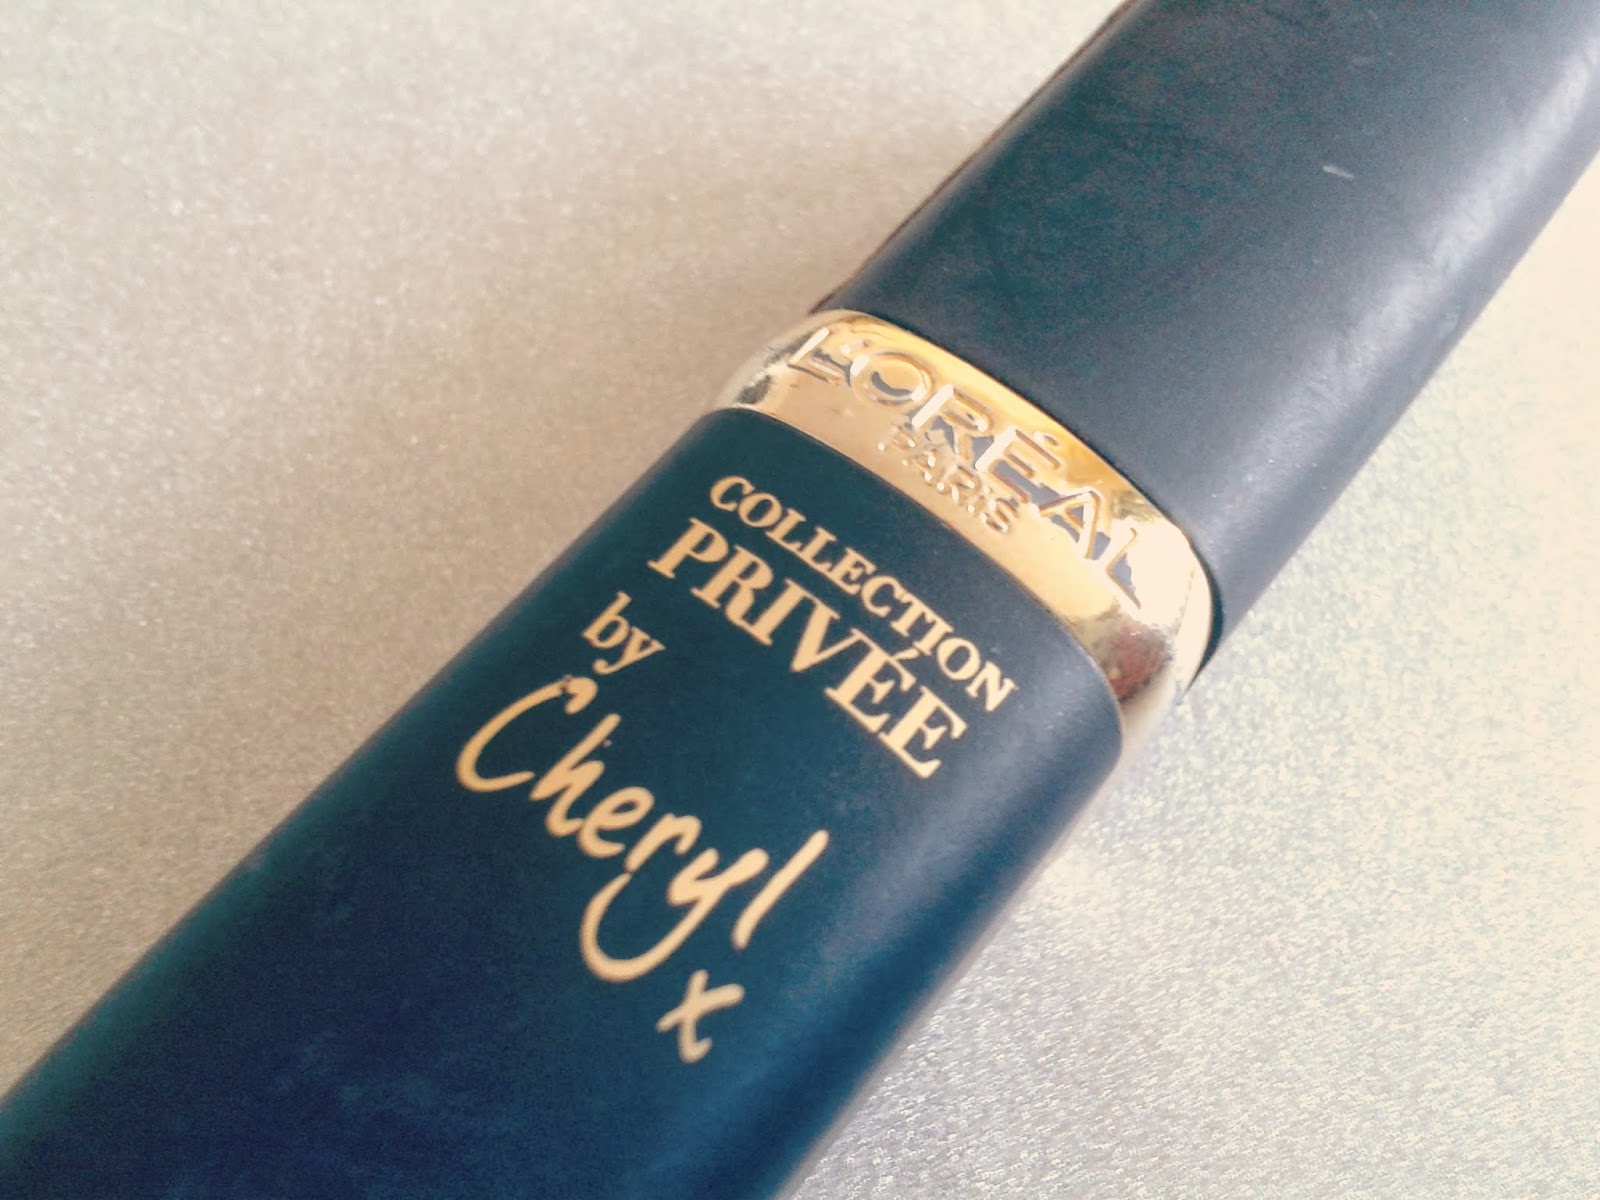 L'ORÉAL
PARIS
COLLECTION
PRIVÉE
by
Cheryl
x